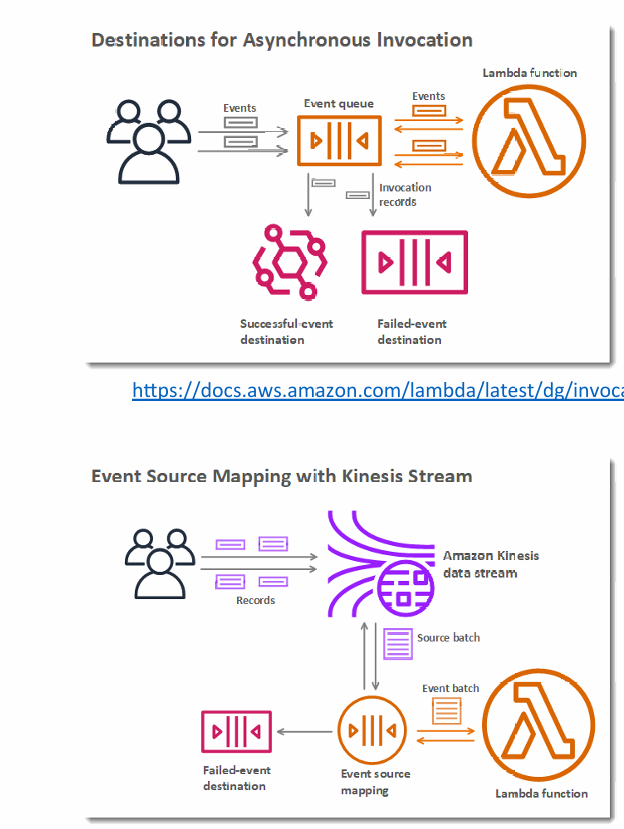 Destinations for Asynchronous Invocation
Lambda function
Events
Event queue
Events
Invocation
records
Successful-event
destination
Failed-event
destination
https://docs.aws.amazon.com/lambda/latest/dg/invoca
Event Source Mapping with Kinesis Stream
Amazon Kinesis
data stream
Records
Source batch
Event batch
Failed-event
destination
Event source
mapping
Lambda function